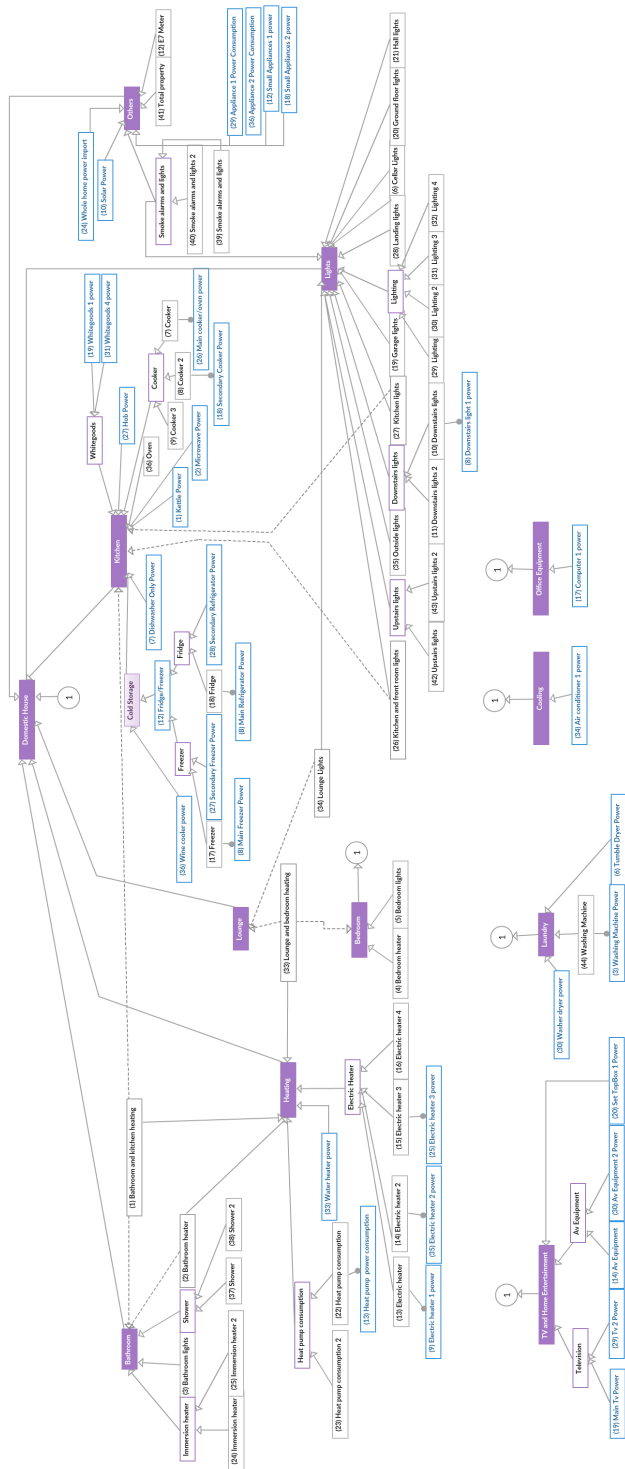 Domestic House
1
Bathroom
(1) Bathroom and kitchen heating
(2) Bathroom heater
Shower
(38) Shower 2
(37) Shower
(3) Bathroom lights
Immersion heater
(25) Immersion heater 2
(24) Immersion heater
Heating
(33) Lounge and bedroom heating
(33) Water heater power
Heat pump consumption
(22) Heat pump consumption
(13) Heat pump power consumption
(23) Heat pump consumption 2
Electric Heater
(16) Electric heater 4
(15) Electric heater 3
(25) Electric heater 3 power
(14) Electric heater 2
(35) Electric heater 2 power
(13) Electric heater
(9) Electric heater 1 power
Lounge
(34) Lounge Lights
Bedroom
1
(5) Bedroom lights
(4) Bedroom heater
Kitchen
Cold Storage
(36) Wine cooler power
(12) Fridge/Freezer
Freezer
(27) Secondary Freezer Power
(17) Freezer
(8) Main Freezer Power
Fridge
(28) Secondary Refrigerator Power
(18) Fridge
(8) Main Refrigerator Power
(7) Dishwasher Only Power
Whitegoods
(19) Whitegoods 1 power
(31) Whitegoods 4 power
(27) Hob Power
(36) Oven
Cooker
(7) Cooker
(26) Main cooker/oven power
(8) Cooker 2
(18) Secondary Cooker Power
(9) Cooker 3
(2) Microwave Power
(1) Kettle Power
Others
(24) Whole home power import
(10) Solar Power
(12) E7 Meter
(41) Total property
Smoke alarms and lights
(40) Smoke alarms and lights 2
(39) Smoke alarms and lights
(29) Appliance 1 Power Consumption
(36) Appliance 2 Power Consumption
(12) Small Appliances 1 power
(18) Small Appliances 2 power
Lights
(21) Hall lights
(20) Ground floor lights
(6) Cellar Lights
(28) Landing lights
Lighting
(32) Lighting 4
(31) Lighting 3
(30) Lighting 2
(29) Lighting
(19) Garage lights
(27) Kitchen lights
Downstairs lights
(10) Downstairs lights
(8) Downstairs light 1 power
(11) Downstairs lights 2
(35) Outside lights
Upstairs lights
(43) Upstairs lights 2
(42) Upstairs lights
(26) Kitchen and front room lights
TV and Home Entertainment
1
Television
(19) Main Tv Power
(29) Tv 2 Power
Av Equipment
(14) Av Equipment
(30) Av Equipment 2 Power
(20) Set TopBox 1 Power
Laundry
1
(30) Washer dryer power
(44) Washing Machine
(3) Washing Machine Power
(6) Tumble Dryer Power
Cooling
1
(34) Air conditioner 1 power
Office Equipment
1
(17) Computer 1 power